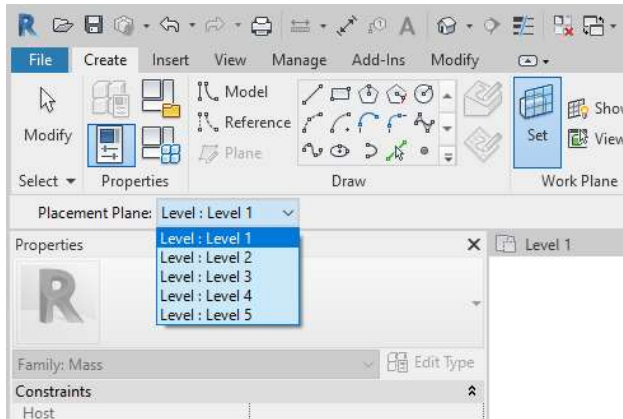 R A
File Create Insert View Manage Add-Ins Modify
Model
Reference
Plane
Modify
Set
Show
View
Select Properties Draw Work Plane
Placement Plane: Level : Level 1
Level : Level 1
Level : Level 2
Level : Level 3
Level : Level 4
Level : Level 5
Properties
Level 1
R
Family: Mass
Edit Type
Constraints
Host